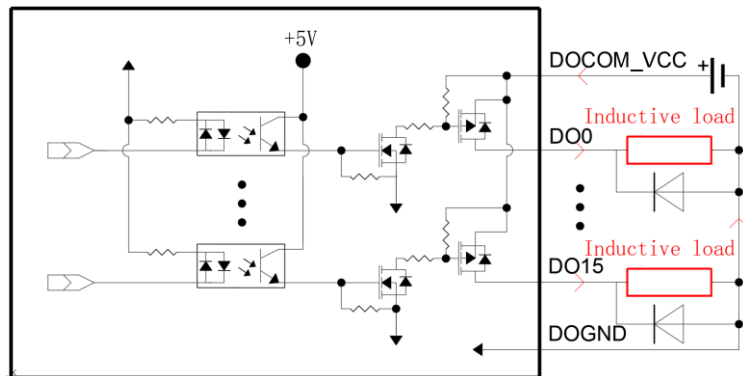 +5V
DOCOM_VCC
+
Inductive load
DO0
Inductive load
DO15
DOGND